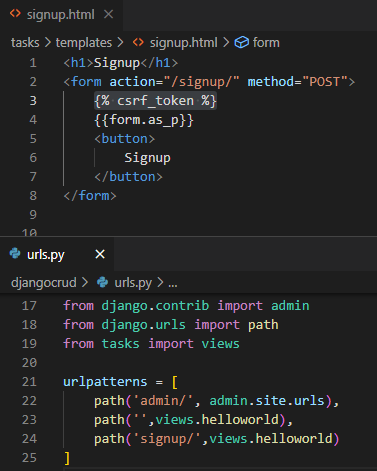 signup.html
tasks > templates > signup.html > form
1 <h1>Signup</h1>
2 <form action="/signup/" method="POST">
3 {% csrf_token %}
4 {{form.as_p}}
5 <button>
6 Signup
7 </button>
8 </form>
9
10
urls.py
djangocrud > urls.py > ...
17 from django.contrib import admin
18 from django.urls import path
19 from tasks import views
20
21 urlpatterns = [
22 path('admin/', admin.site.urls),
23 path('',views.helloworld),
24 path('signup/',views.helloworld)
25 ]